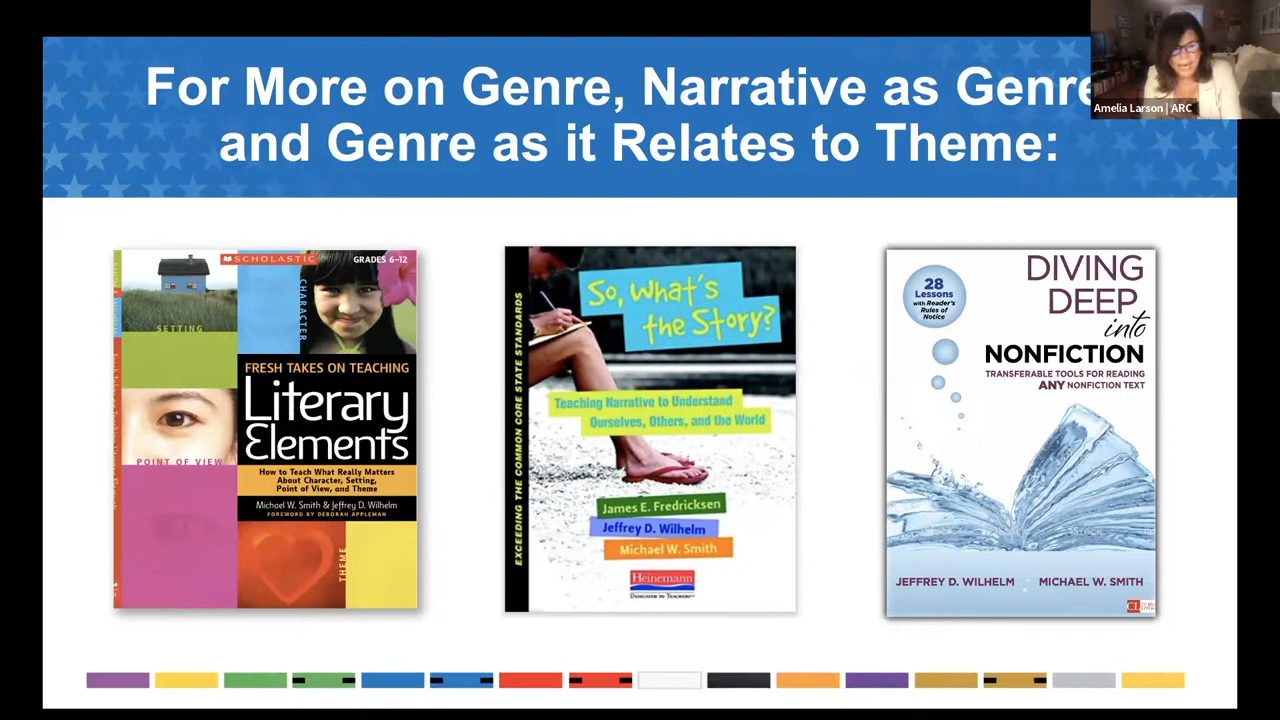 For More on Genre, Narrative as Genre
and Genre as it Relates to Theme:
Amelia Larson | ARC
SCHOLASTIC
GRADES 6–12
SETTING
CHARACTER
FRESH TAKES ON TEACHING
Literary
Elements
How to Teach What Really Matters
About Character, Setting,
Point of View, and Theme
Michael W. Smith & Jeffrey D. Wilhelm
FOREWORD BY DEBORAH APPLEMAN
POINT OF VIEW
THEME
EXCEEDING THE COMMON CORE STATE STANDARDS
So, What's
the Story?
Teaching Narrative to Understand
Ourselves, Others, and the World
James E. Fredricksen
Jeffrey D. Wilhelm
Michael W. Smith
Heinemann
DEDICATED TO TEACHERS™
28
Lessons
with Reader's
Rules of
Notice
DIVING
DEEP
into
NONFICTION
TRANSFERABLE TOOLS FOR READING
ANY NONFICTION TEXT
JEFFREY D. WILHELM
MICHAEL W. SMITH